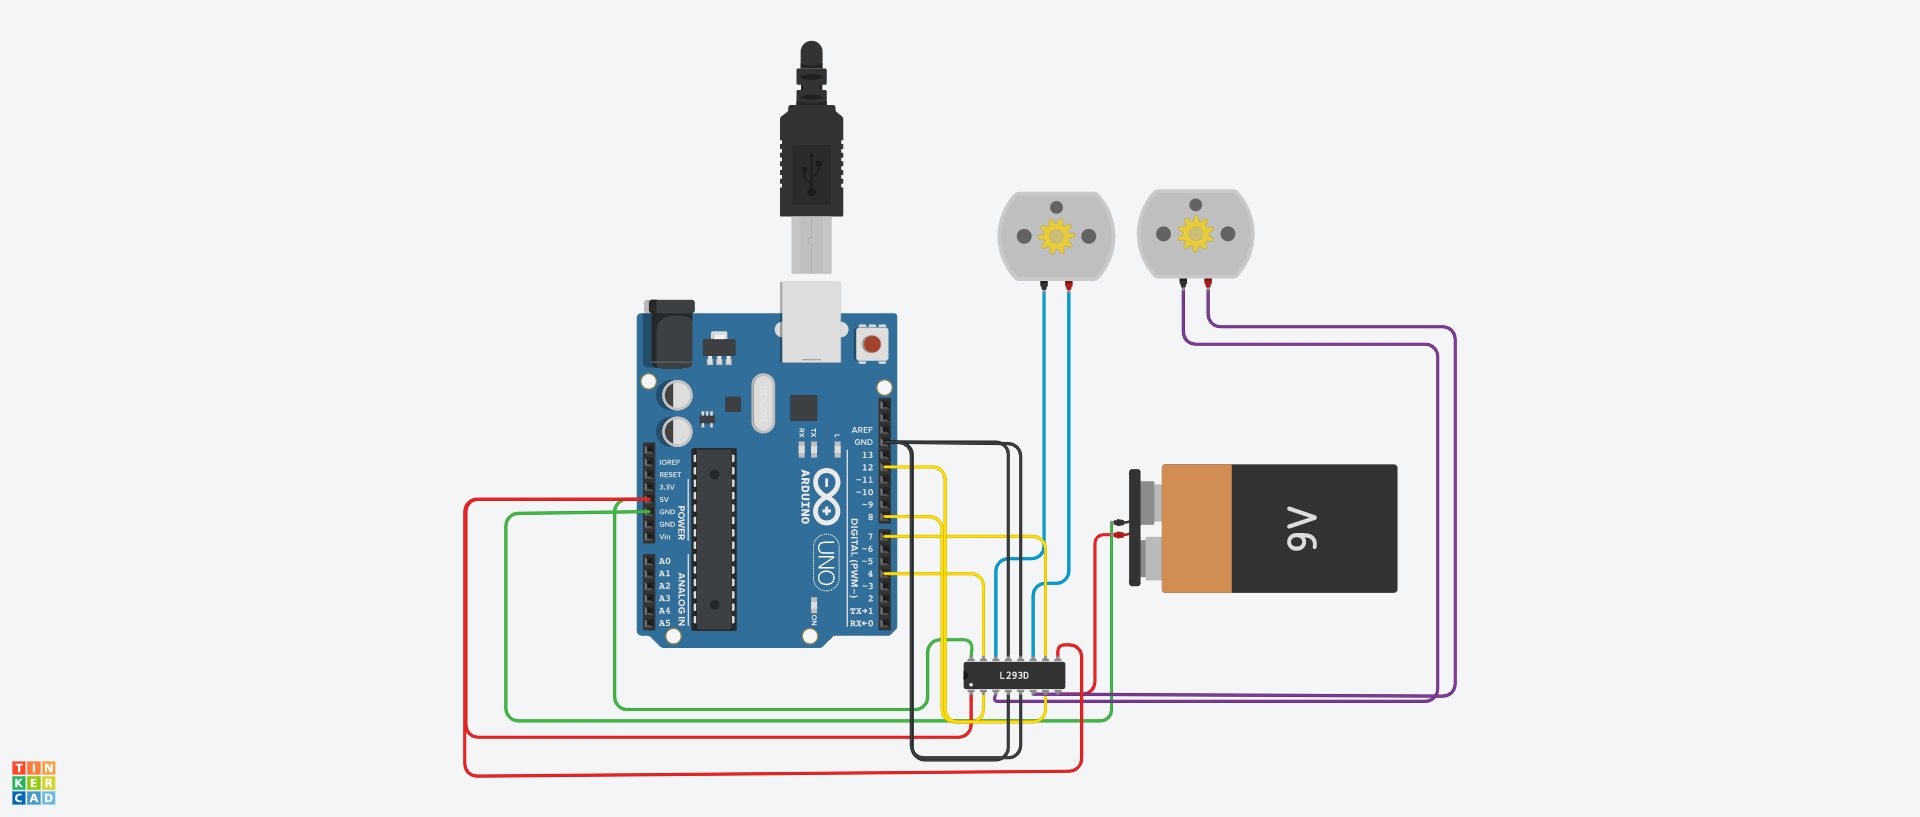 RX
TX
L
AREF
GND
13
12
~11
~10
~9
8
7
~6
~5
4
~3
2
TX→1
RX←0
DIGITAL (PWM~)
IOREF
RESET
3.3V
5V
GND
GND
Vin
POWER
A0
A1
A2
A3
A4
A5
ANALOG IN
ARDUINO
UNO
ON
L293D
9V
TIN
KER
CAD